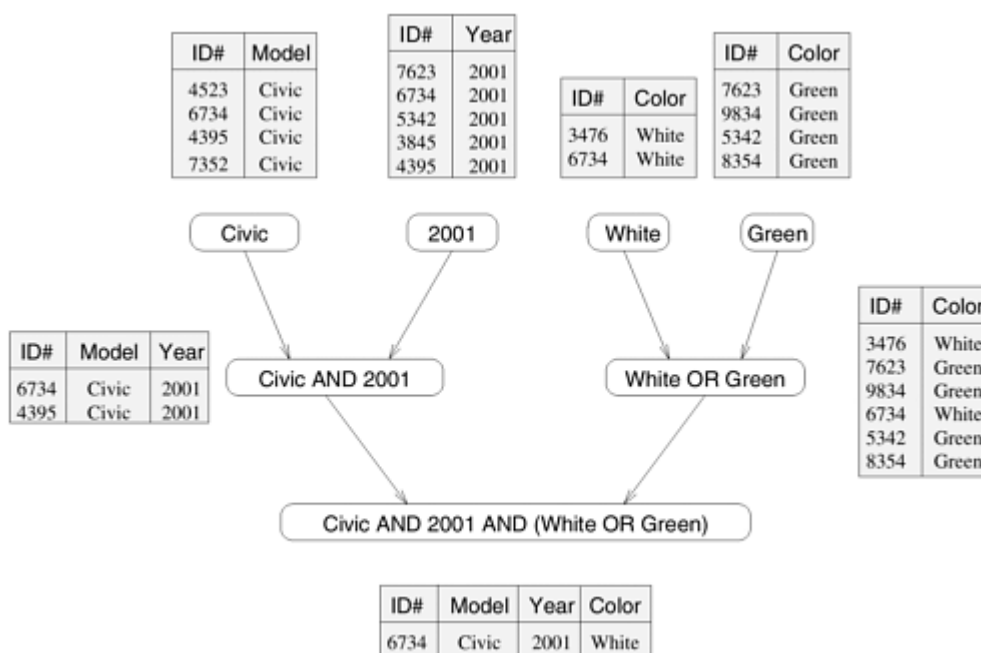 ID# Model
4523 Civic
6734 Civic
4395 Civic
7352 Civic
ID# Year
7623 2001
6734 2001
5342 2001
3845 2001
4395 2001
ID# Color
3476 White
6734 White
ID# Color
7623 Green
9834 Green
5342 Green
8354 Green
Civic
2001
White
Green
ID# Model Year
6734 Civic 2001
4395 Civic 2001
Civic AND 2001
White OR Green
ID# Color
3476 White
7623 Green
9834 Green
6734 White
5342 Green
8354 Green
Civic AND 2001 AND (White OR Green)
ID# Model Year Color
6734 Civic 2001 White